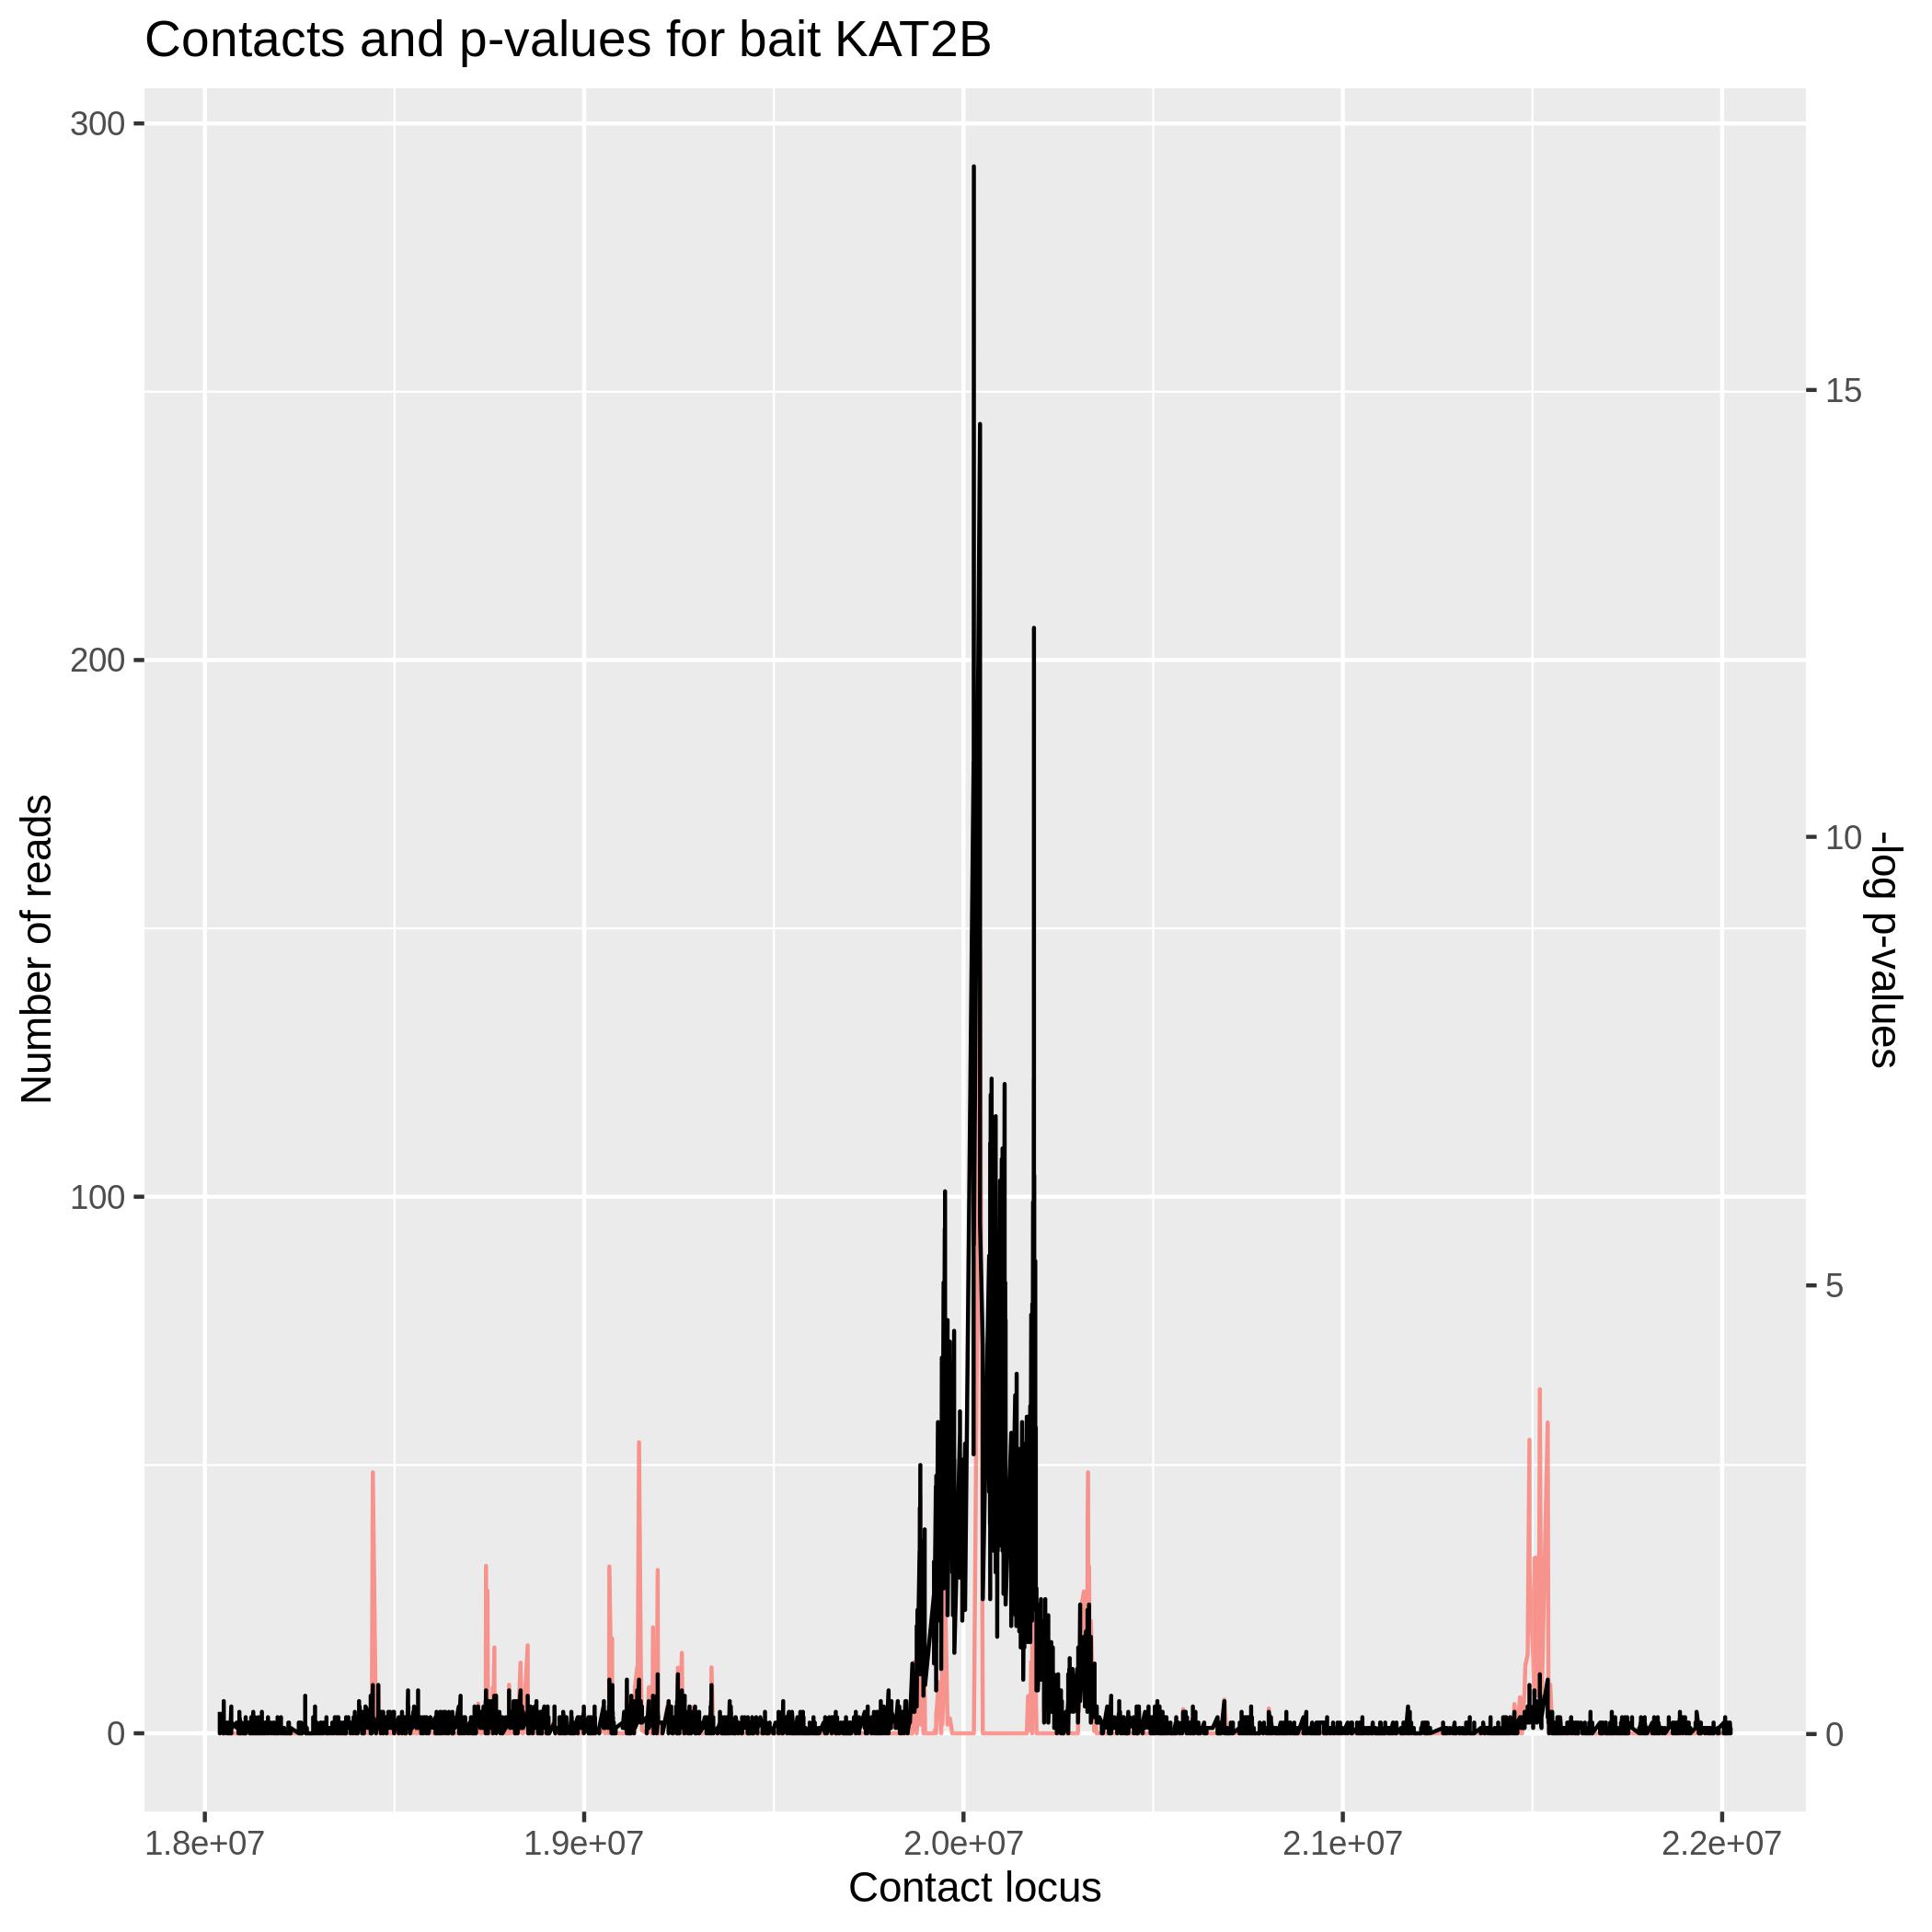 Contacts and p-values for bait KAT2B
300
200
100
0
Number of reads
15
10
5
0
-log p-values
1.8e+07 1.9e+07 2.0e+07 2.1e+07 2.2e+07
Contact locus